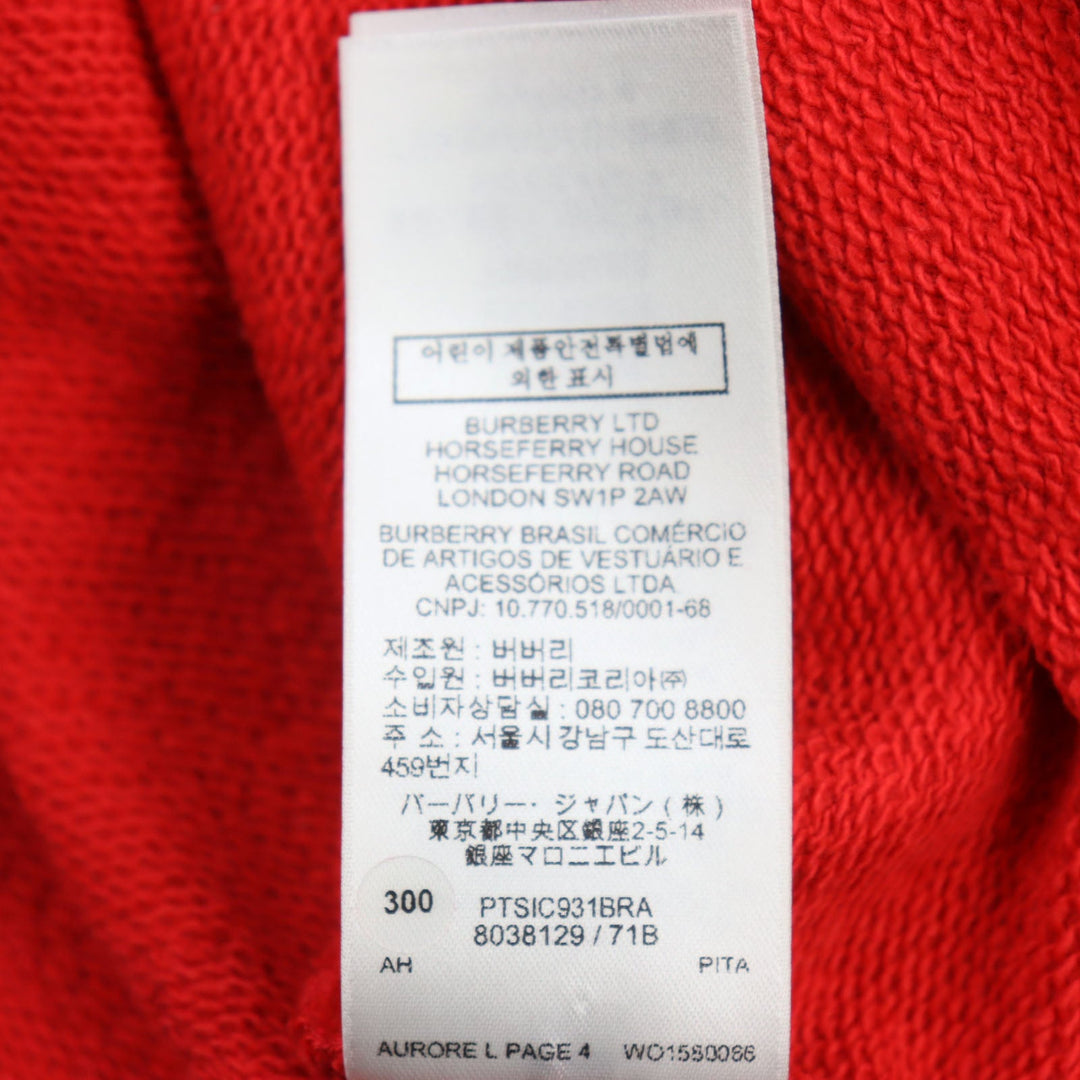 어린이 제품안전특별법에
의한 표시
BURBERRY LTD
HORSEFERRY HOUSE
HORSEFERRY ROAD
LONDON SW1P 2AW
BURBERRY BRASIL COMÉRCIO
DE ARTIGOS DE VESTUÁRIO E
ACESSÓRIOS LTDA
CNPJ: 10.770.518/0001-68
제조원 : 버버리
수입원 : 버버리코리아㈜
소비자상담실 : 080 700 8800
주 소 : 서울시 강남구 도산대로
459번지
バーバリー・ジャパン（株）
東京都中央区銀座2-5-14
銀座マロニエビル
300 PTSIC931BRA
8038129 / 71B
AH PITA
AURORE L PAGE 4 WO1580086